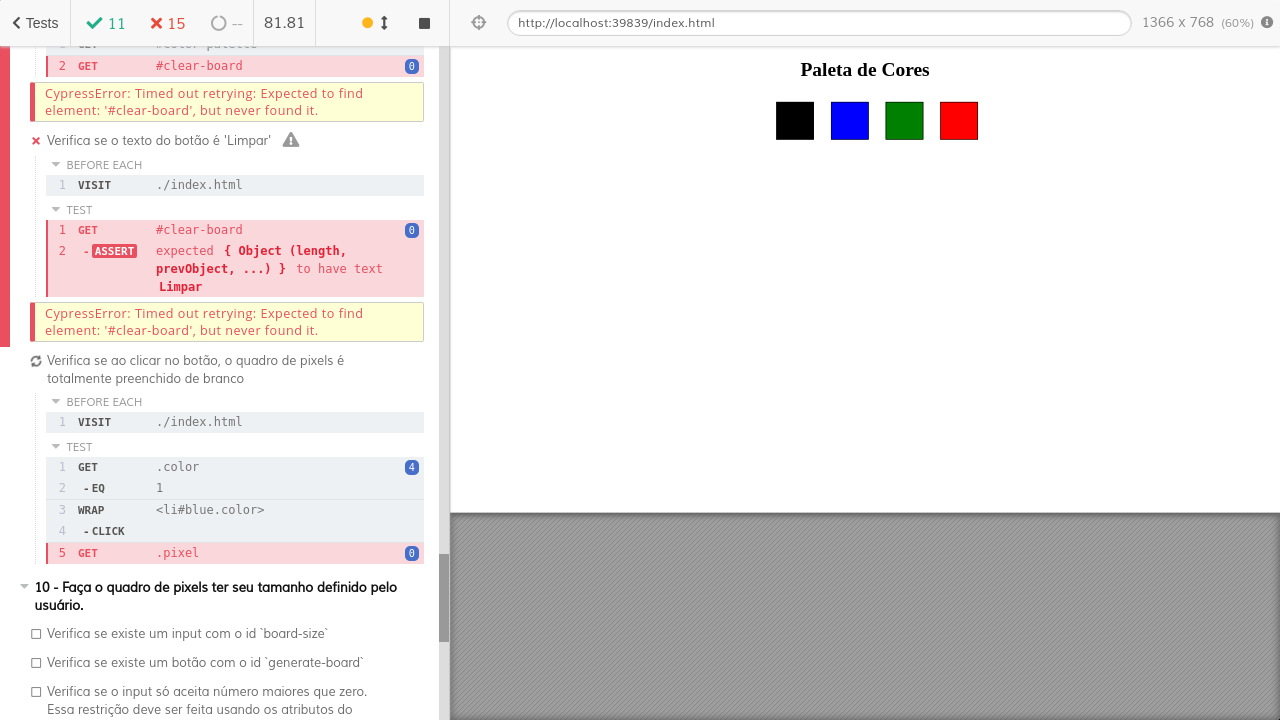 Tests
11
15
--
81.81
http://localhost:39839/index.html
1366 x 768 (60%)
2 GET #clear-board 0
CypressError: Timed out retrying: Expected to find
element: '#clear-board', but never found it.
Verifica se o texto do botão é 'Limpar'
BEFORE EACH
1 VISIT ./index.html
TEST
1 GET #clear-board 0
2 - ASSERT expected { Object (length,
prevObject, ...) } to have text
Limpar
CypressError: Timed out retrying: Expected to find
element: '#clear-board', but never found it.
Verifica se ao clicar no botão, o quadro de pixels é
totalmente preenchido de branco
BEFORE EACH
1 VISIT ./index.html
TEST
1 GET .color 4
2 - EQ 1
3 WRAP <li#blue.color>
4 - CLICK
5 GET .pixel 0
10 - Faça o quadro de pixels ter seu tamanho definido pelo
usuário.
Verifica se existe um input com o id `board-size`
Verifica se existe um botão com o id `generate-board`
Verifica se o input só aceita número maiores que zero.
Essa restrição deve ser feita usando os atributos do
Paleta de Cores